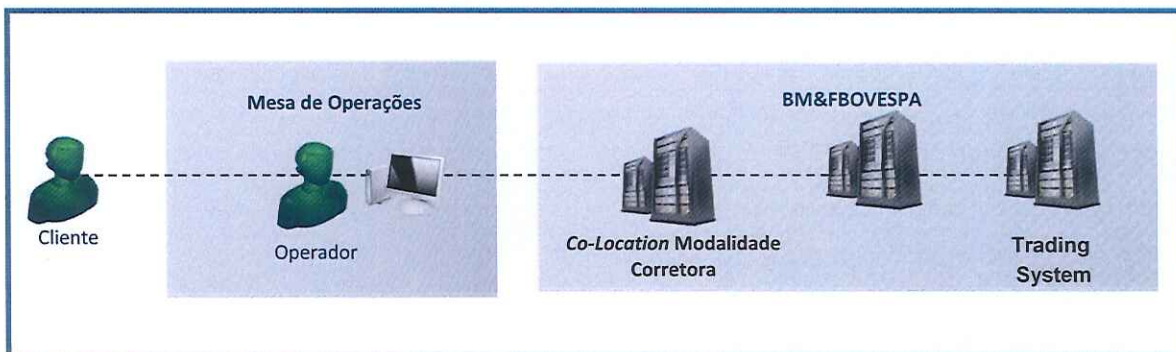 Mesa de Operações
BM&FBOVESPA
Cliente
Operador
Co-Location Modalidade
Corretora
Trading
System